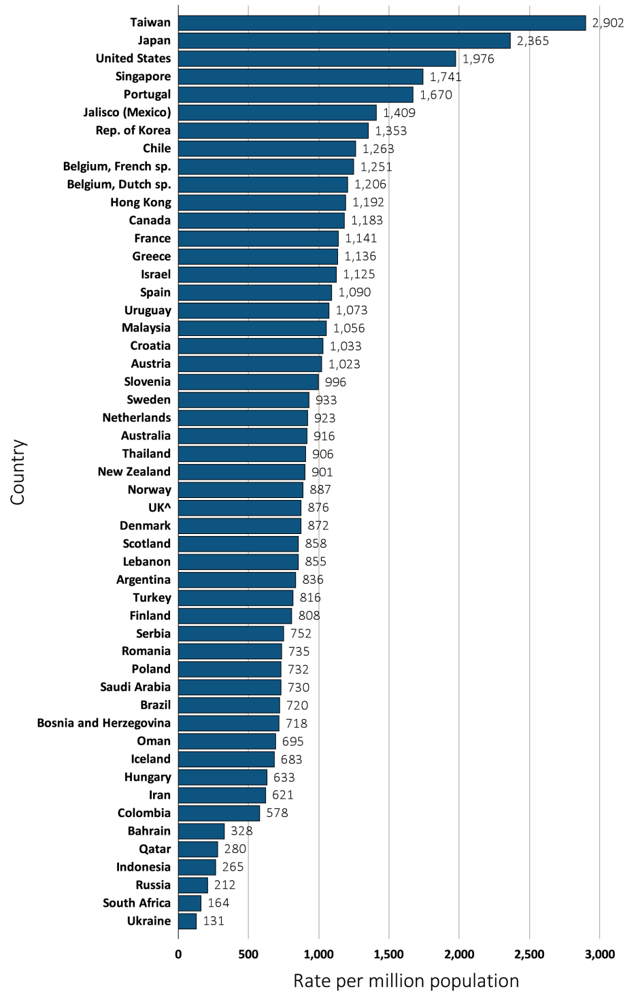 Taiwan 2,902
Japan 2,365
United States 1,976
Singapore 1,741
Portugal 1,670
Jalisco (Mexico) 1,409
Rep. of Korea 1,353
Chile 1,263
Belgium, French sp. 1,251
Belgium, Dutch sp. 1,206
Hong Kong 1,192
Canada 1,183
France 1,141
Greece 1,136
Israel 1,125
Spain 1,090
Uruguay 1,073
Malaysia 1,056
Croatia 1,033
Austria 1,023
Slovenia 996
Sweden 933
Netherlands 923
Australia 916
Thailand 906
New Zealand 901
Norway 887
UK^ 876
Denmark 872
Scotland 858
Lebanon 855
Argentina 836
Turkey 816
Finland 808
Serbia 752
Romania 735
Poland 732
Saudi Arabia 730
Brazil 720
Bosnia and Herzegovina 718
Oman 695
Iceland 683
Hungary 633
Iran 621
Colombia 578
Bahrain 328
Qatar 280
Indonesia 265
Russia 212
South Africa 164
Ukraine 131
Country
0 500 1,000 1,500 2,000 2,500 3,000
Rate per million population